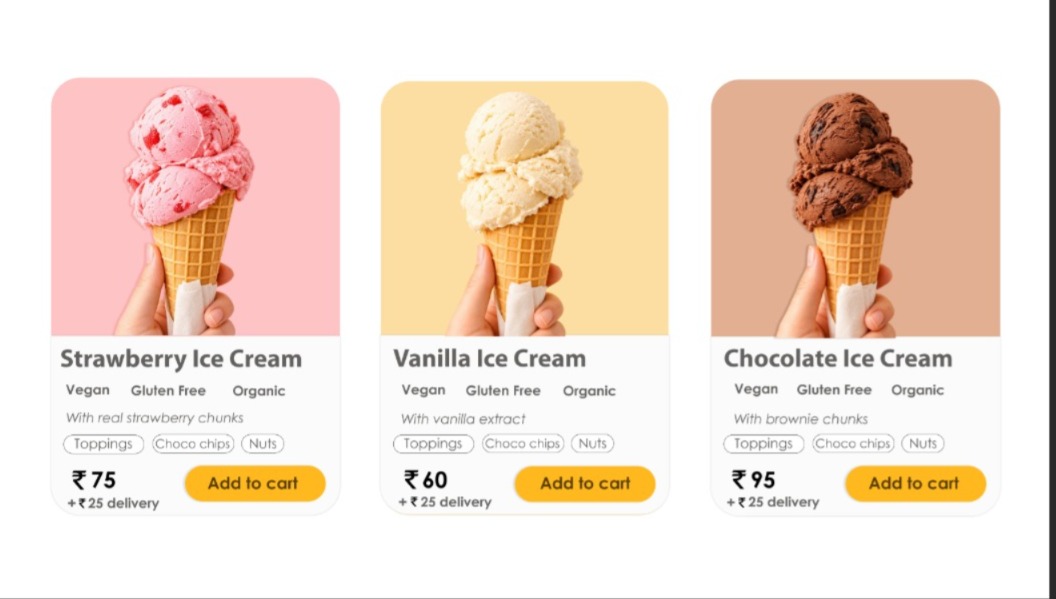 Strawberry Ice Cream
Vegan Gluten Free Organic
With real strawberry chunks
Toppings Choco chips Nuts
₹ 75 Add to cart
+ ₹ 25 delivery
Vanilla Ice Cream
Vegan Gluten Free Organic
With vanilla extract
Toppings Choco chips Nuts
₹ 60 Add to cart
+ ₹ 25 delivery
Chocolate Ice Cream
Vegan Gluten Free Organic
With brownie chunks
Toppings Choco chips Nuts
₹ 95 Add to cart
+ ₹ 25 delivery